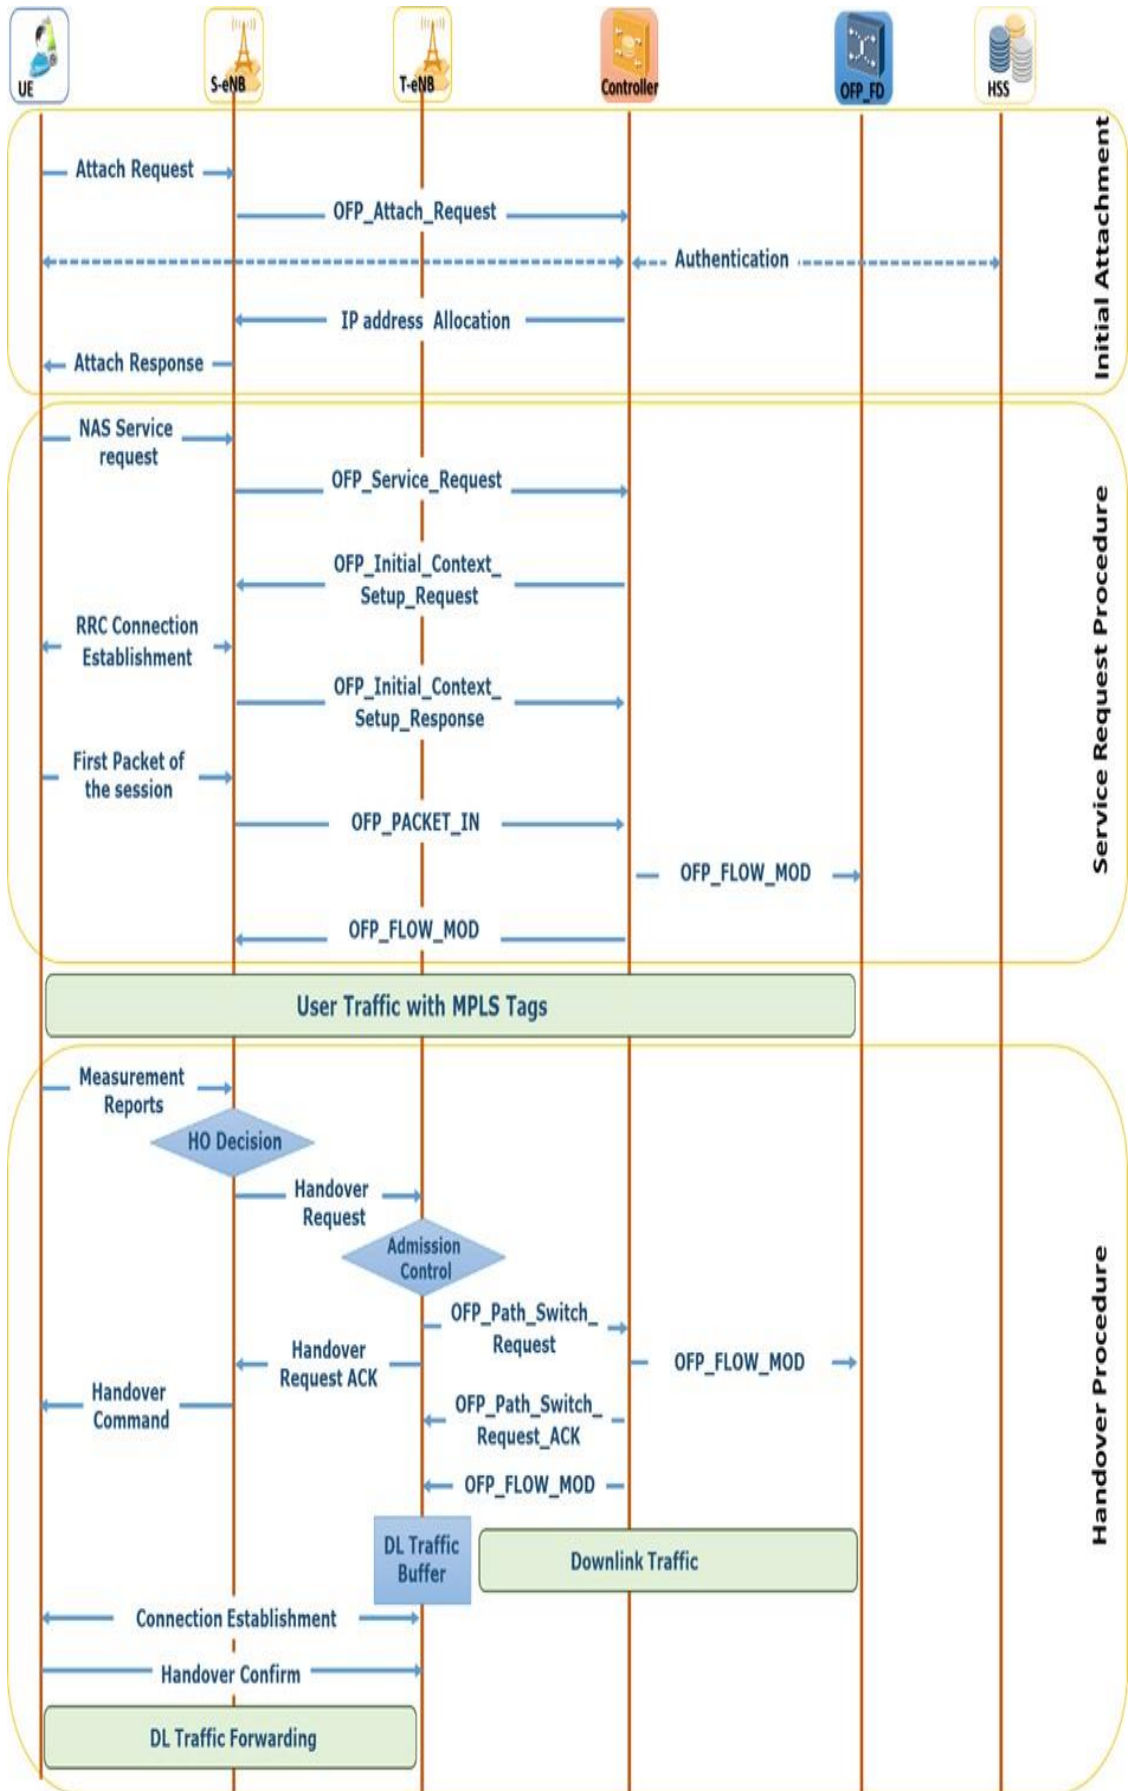 UE
S-eNB
T-eNB
Controller
OFP_FD
HSS
Initial Attachment
Attach Request
OFP_Attach_Request
Authentication
IP address Allocation
Attach Response
Service Request Procedure
NAS Service
request
OFP_Service_Request
OFP_Initial_Context_
Setup_Request
RRC Connection
Establishment
OFP_Initial_Context_
Setup_Response
First Packet of
the session
OFP_PACKET_IN
OFP_FLOW_MOD
OFP_FLOW_MOD
User Traffic with MPLS Tags
Handover Procedure
Measurement
Reports
HO Decision
Handover
Request
Admission
Control
OFP_Path_Switch_
Request
Handover
Request ACK
OFP_FLOW_MOD
Handover
Command
OFP_Path_Switch_
Request_ACK
OFP_FLOW_MOD
DL Traffic
Buffer
Downlink Traffic
Connection Establishment
Handover Confirm
DL Traffic Forwarding